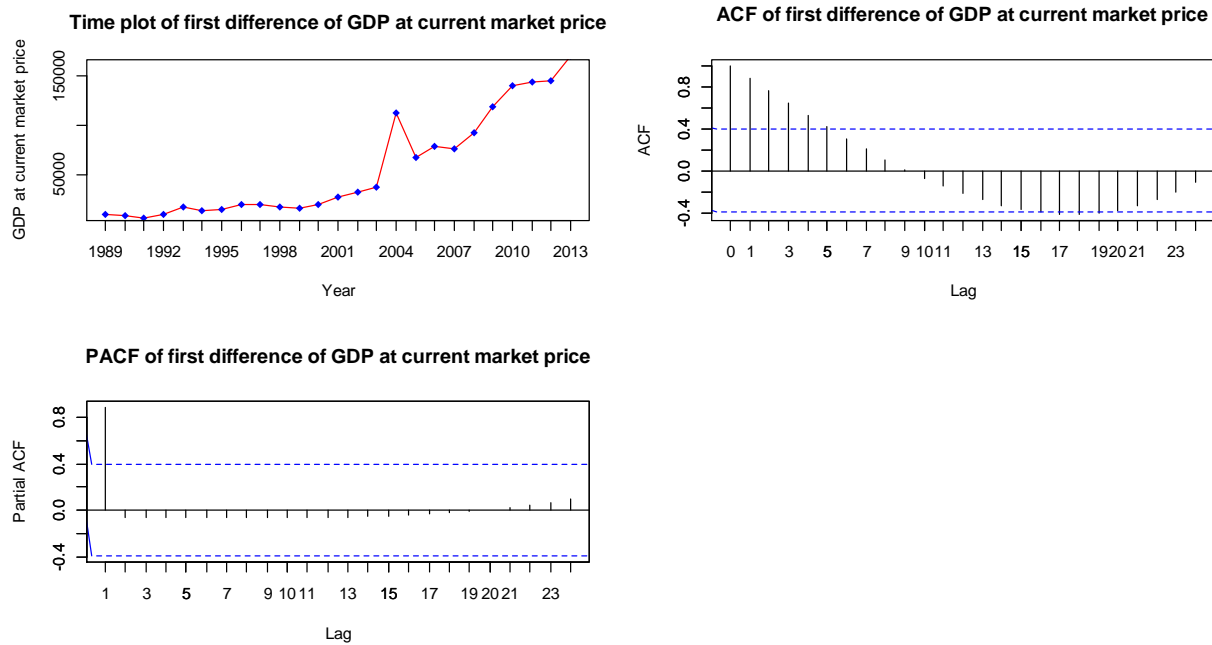 Time plot of first difference of GDP at current market price
GDP at current market price
150000
50000
1989 1992 1995 1998 2001 2004 2007 2010 2013
Year
ACF of first difference of GDP at current market price
ACF
0.8
0.4
0.0
-0.4
0 1 3 5 7 9 10 11 13 15 17 19 20 21 23
Lag
PACF of first difference of GDP at current market price
Partial ACF
0.8
0.4
0.0
-0.4
1 3 5 7 9 10 11 13 15 17 19 20 21 23
Lag